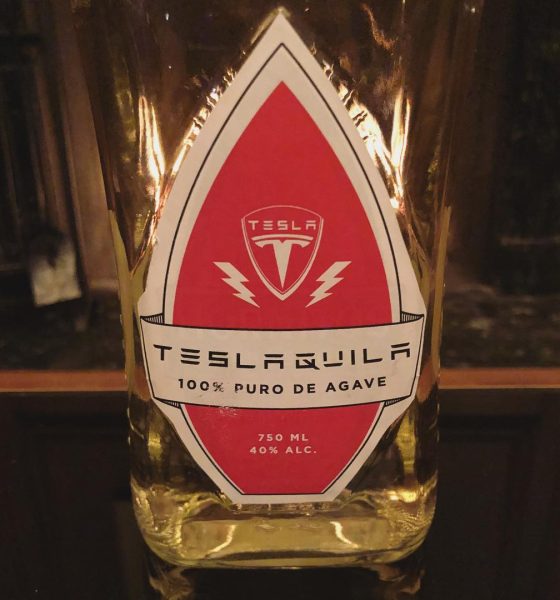 TESLA
TESLAQUILA
100% PURO DE AGAVE
750 ML
40% ALC.